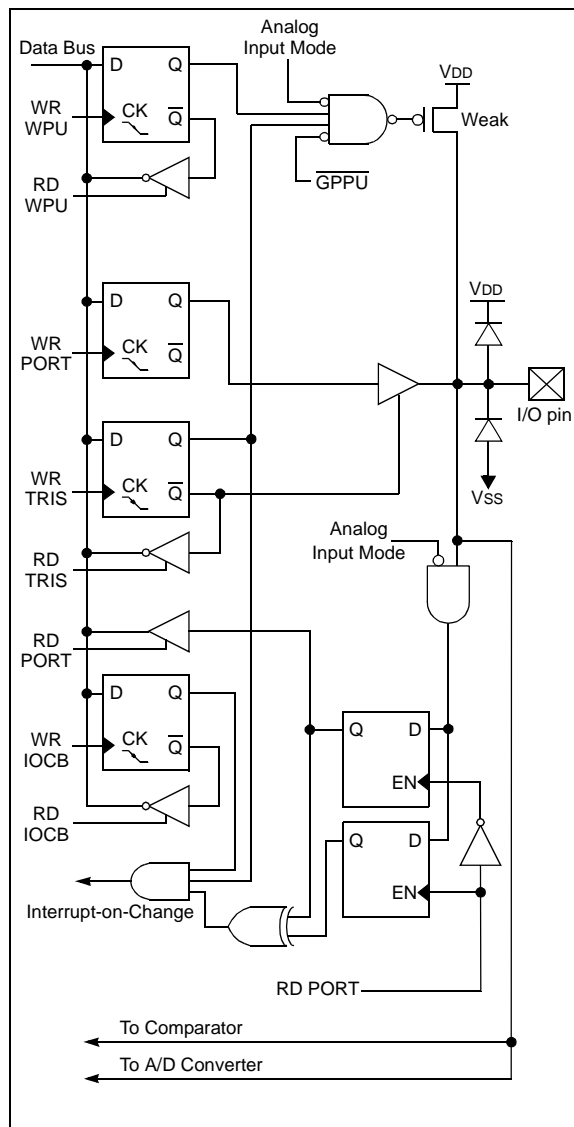 Analog
Input Mode
Data Bus
D Q
VDD
WR
WPU
CK Q
Weak
RD
WPU
GPPU
D Q
VDD
WR
PORT
CK Q
I/O pin
D Q
WR
TRIS
CK Q
VSS
Analog
Input Mode
RD
TRIS
RD
PORT
D Q
Q D
WR
IOCB
CK Q
EN
RD
IOCB
Q D
EN
Interrupt-on-Change
RD PORT
To Comparator
To A/D Converter